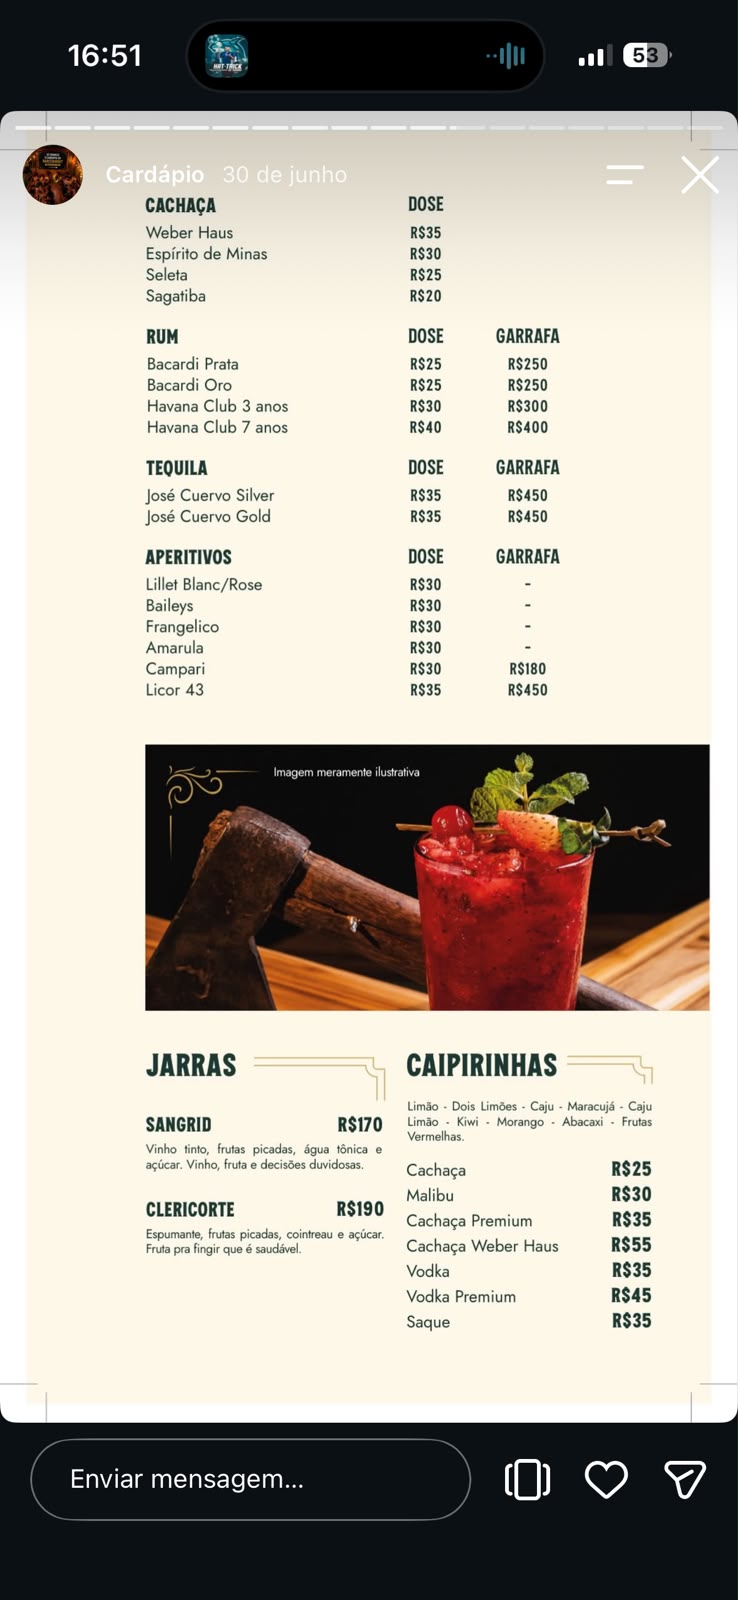 16:51
HAT-TRICK
53
Cardápio 30 de junho
CACHAÇA DOSE
Weber Haus R$35
Espírito de Minas R$30
Seleta R$25
Sagatiba R$20
RUM DOSE GARRAFA
Bacardi Prata R$25 R$250
Bacardi Oro R$25 R$250
Havana Club 3 anos R$30 R$300
Havana Club 7 anos R$40 R$400
TEQUILA DOSE GARRAFA
José Cuervo Silver R$35 R$450
José Cuervo Gold R$35 R$450
APERITIVOS DOSE GARRAFA
Lillet Blanc/Rose R$30 -
Baileys R$30 -
Frangelico R$30 -
Amarula R$30 -
Campari R$30 R$180
Licor 43 R$35 R$450
Imagem meramente ilustrativa
JARRAS
SANGRID R$170
Vinho tinto, frutas picadas, água tônica e
açúcar. Vinho, fruta e decisões duvidosas.
CLERICORTE R$190
Espumante, frutas picadas, cointreau e açúcar.
Fruta pra fingir que é saudável.
CAIPIRINHAS
Limão - Dois Limões - Caju - Maracujá - Caju
Limão - Kiwi - Morango - Abacaxi - Frutas
Vermelhas.
Cachaça R$25
Malibu R$30
Cachaça Premium R$35
Cachaça Weber Haus R$55
Vodka R$35
Vodka Premium R$45
Saque R$35
Enviar mensagem...